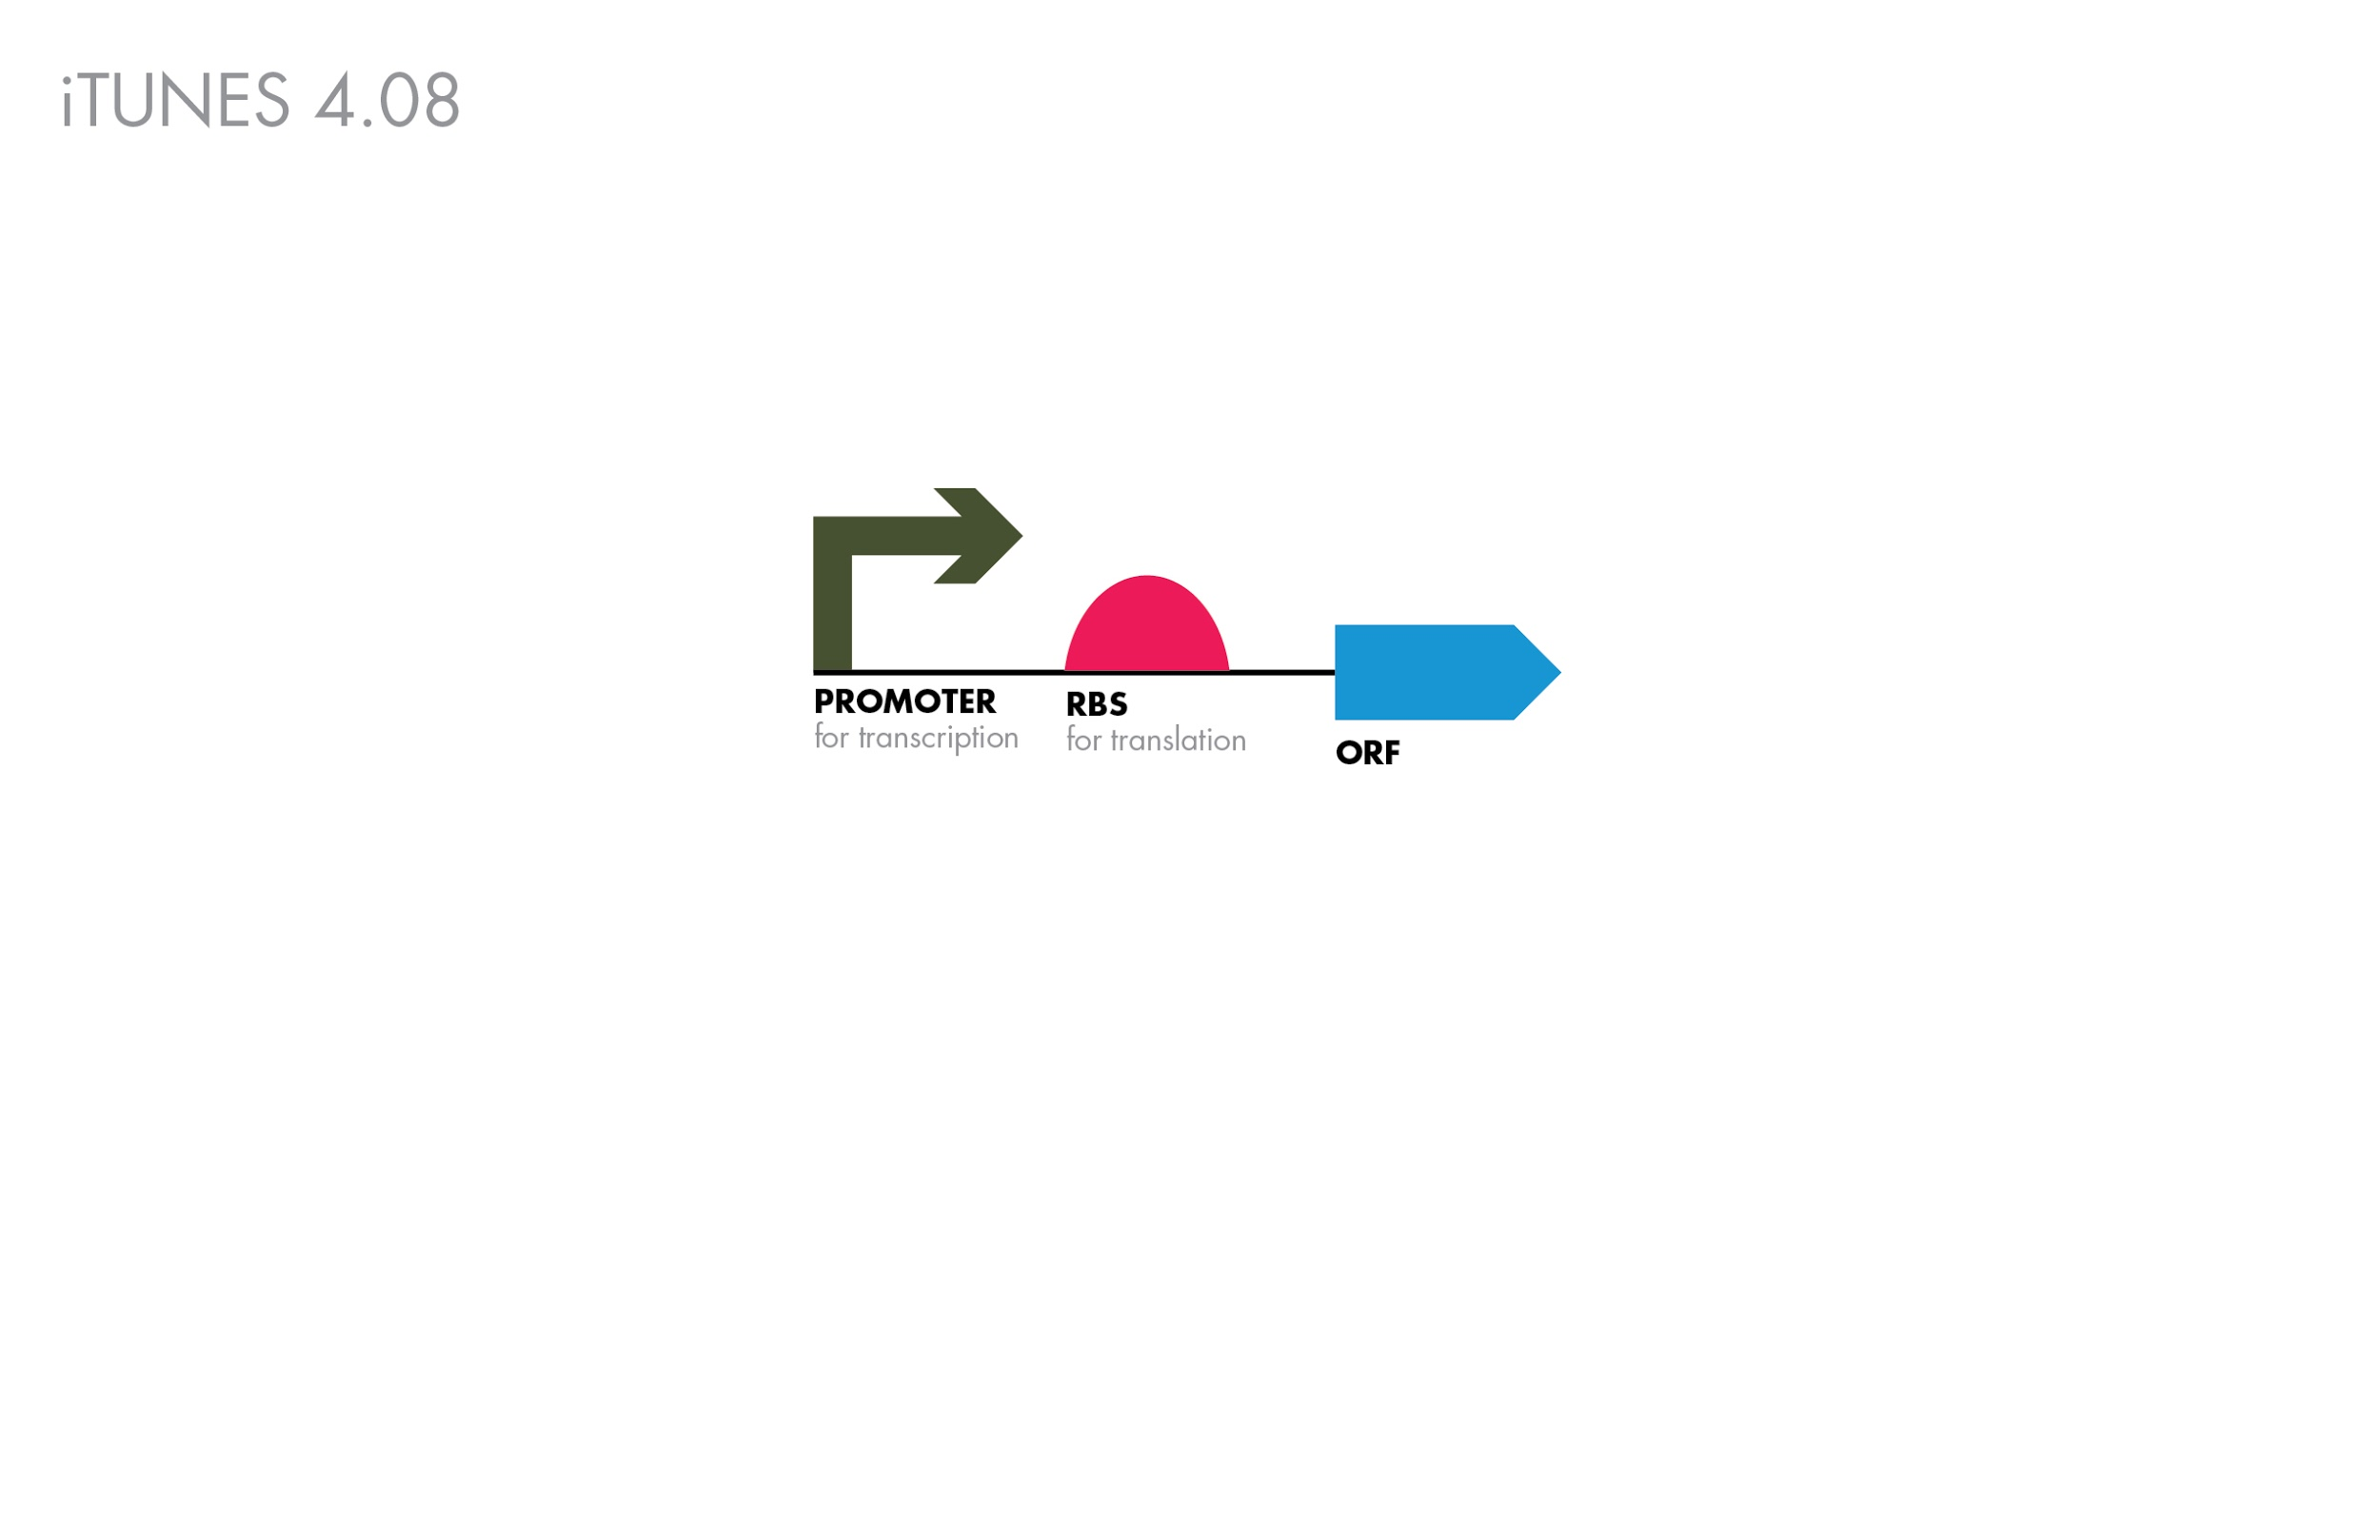 iTUNES 4.08
PROMOTER
for transcription
RBS
for translation
ORF